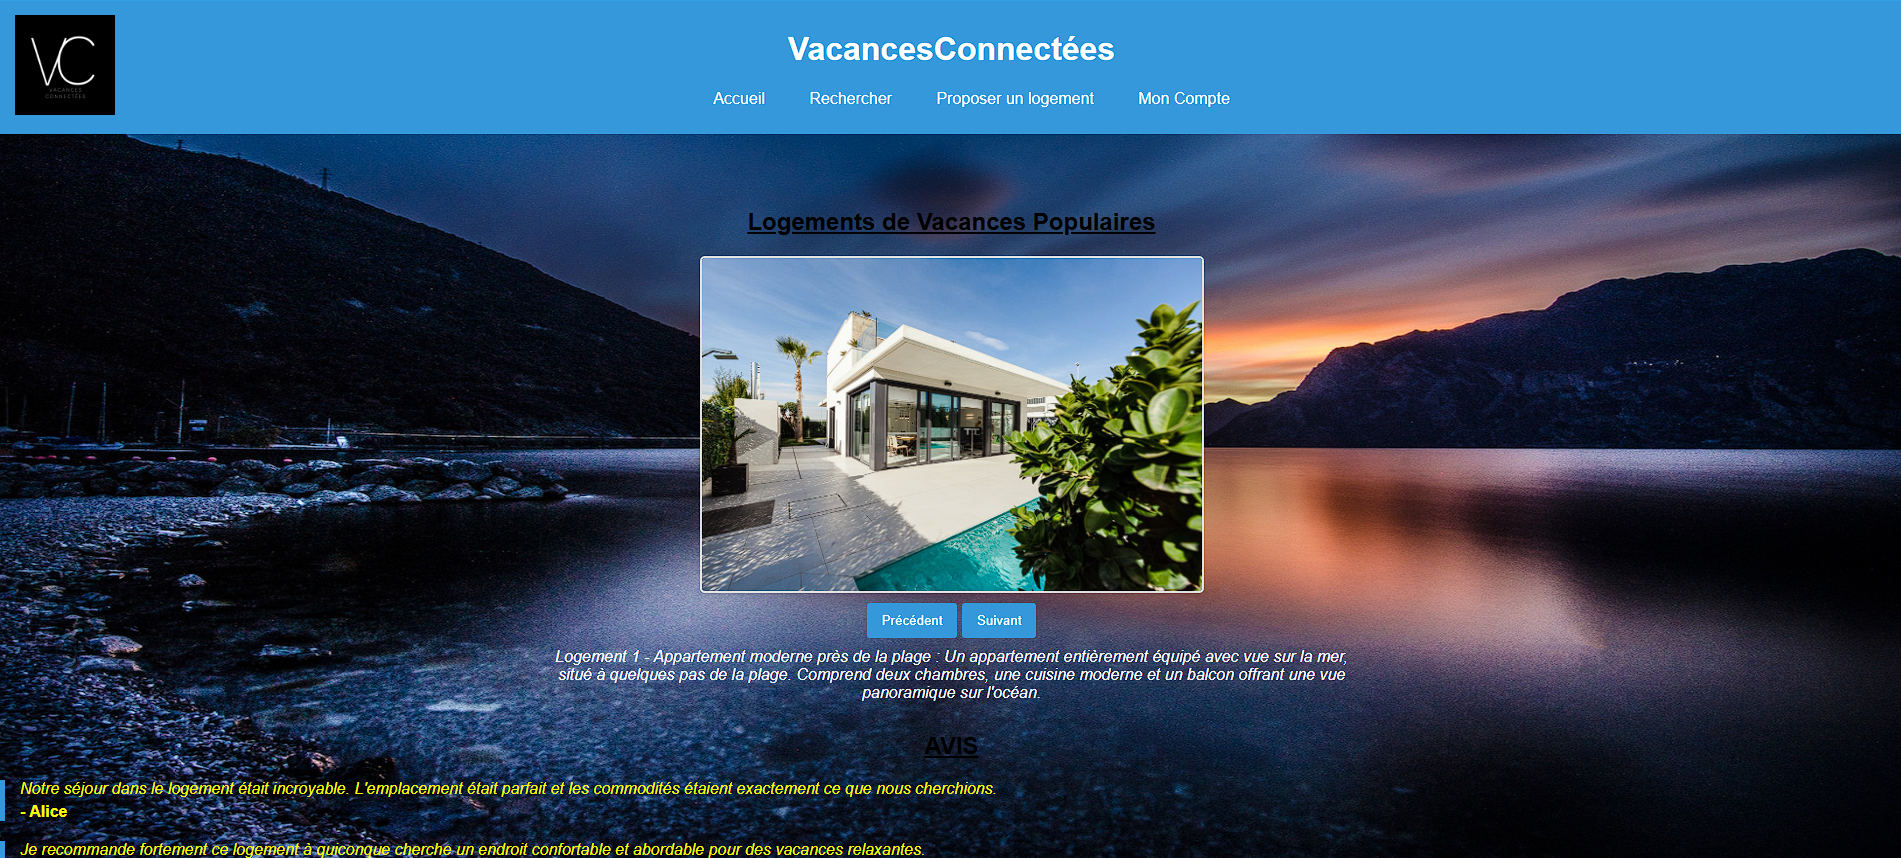 VC
VACANCES
CONNECTÉES
VacancesConnectées
Accueil Rechercher Proposer un logement Mon Compte
Logements de Vacances Populaires
Précédent Suivant
Logement 1 - Appartement moderne près de la plage : Un appartement entièrement équipé avec vue sur la mer,
situé à quelques pas de la plage. Comprend deux chambres, une cuisine moderne et un balcon offrant une vue
panoramique sur l'océan.
AVIS
Notre séjour dans le logement était incroyable. L'emplacement était parfait et les commodités étaient exactement ce que nous cherchions.
- Alice
Je recommande fortement ce logement à quiconque cherche un endroit confortable et abordable pour des vacances relaxantes.